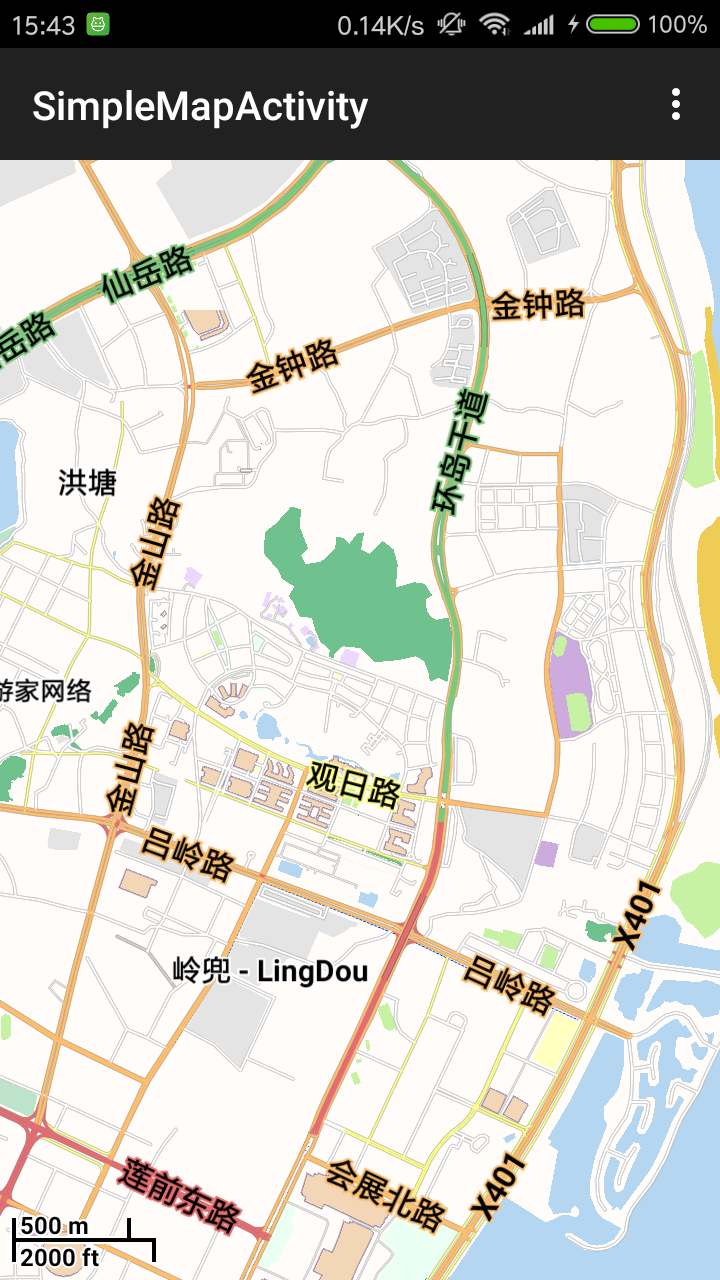 15:43
0.14K/s
100%
SimpleMapActivity
仙岳路
岳路
金钟路
金钟路
环岛干道
洪塘
金山路
游家网络
金山路
观日路
吕岭路
X401
岭兜 - LingDou
吕岭路
莲前东路
会展北路
X401
500 m
2000 ft